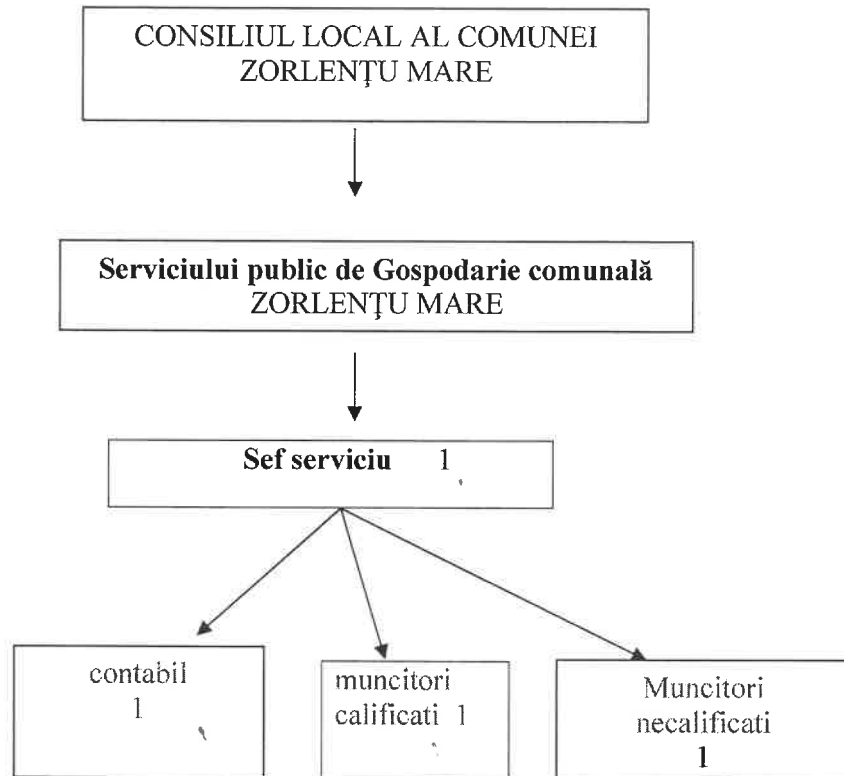 CONSILIUL LOCAL AL COMUNEI
ZORLENŢU MARE
Serviciului public de Gospodarie comunală
ZORLENŢU MARE
Sef serviciu 1
contabil
1
muncitori
calificati 1
Muncitori
necalificati
1